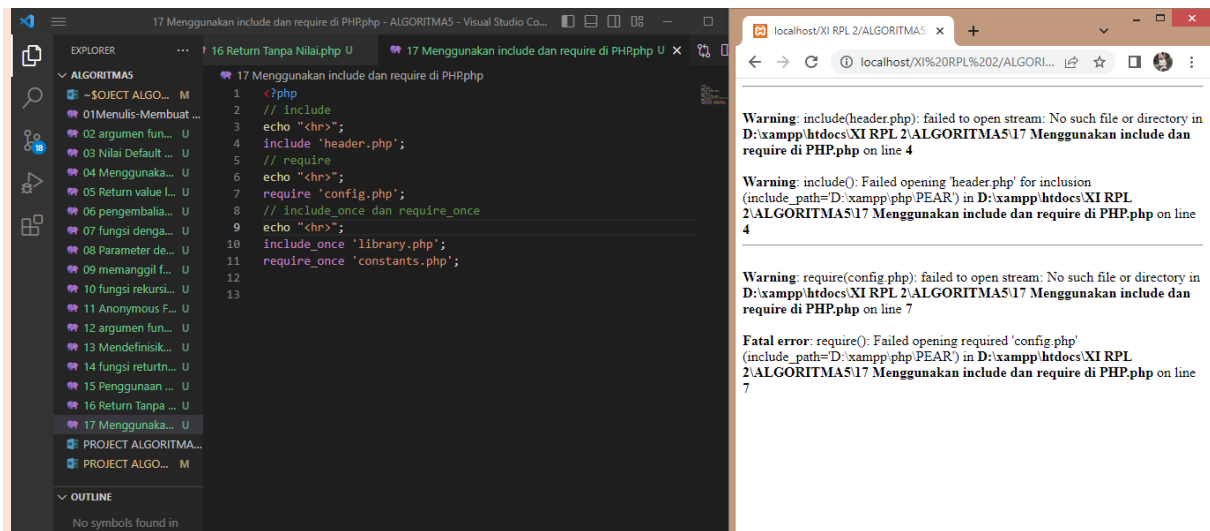 17 Menggunakan include dan require di PHP.php - ALGORITMA5 - Visual Studio Co...
EXPLORER
16 Return Tanpa Nilai.php U
17 Menggunakan include dan require di PHP.php U
ALGORITMA5
17 Menggunakan include dan require di PHP.php
~$OJECT ALGO... M
01Menulis-Membuat ...
02 argumen fun... U
03 Nilai Default ... U
04 Menggunaka... U
05 Return value l... U
06 pengembalia... U
07 fungsi denga... U
08 Parameter de... U
09 memanggil f... U
10 fungsi rekursi... U
11 Anonymous F... U
12 argumen fun... U
13 Mendefinisik... U
14 fungsi returtn... U
15 Penggunaan ... U
16 Return Tanpa ... U
17 Menggunaka... U
PROJECT ALGORITMA...
PROJECT ALGO... M
OUTLINE
No symbols found in
18
1 <?php
2 // include
3 echo "<hr>";
4 include 'header.php';
5 // require
6 echo "<hr>";
7 require 'config.php';
8 // include_once dan require_once
9 echo "<hr>";
10 include_once 'library.php';
11 require_once 'constants.php';
12
13
localhost/XI RPL 2/ALGORITMA5
localhost/XI%20RPL%202/ALGORI...
Warning: include(header.php): failed to open stream: No such file or directory in
D:\xampp\htdocs\XI RPL 2\ALGORITMA5\17 Menggunakan include dan
require di PHP.php on line 4
Warning: include(): Failed opening 'header.php' for inclusion
(include_path='D:\xampp\php\PEAR') in D:\xampp\htdocs\XI RPL
2\ALGORITMA5\17 Menggunakan include dan require di PHP.php on line
4
Warning: require(config.php): failed to open stream: No such file or directory in
D:\xampp\htdocs\XI RPL 2\ALGORITMA5\17 Menggunakan include dan
require di PHP.php on line 7
Fatal error: require(): Failed opening required 'config.php'
(include_path='D:\xampp\php\PEAR') in D:\xampp\htdocs\XI RPL
2\ALGORITMA5\17 Menggunakan include dan require di PHP.php on line
7